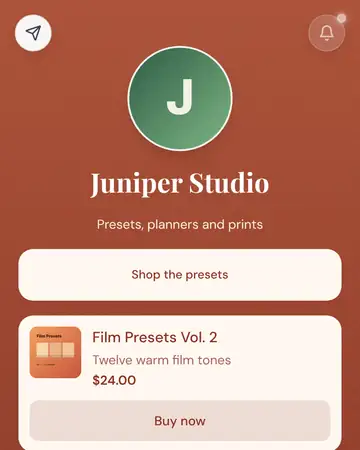 J
Juniper Studio
Presets, planners and prints
Shop the presets
Film Presets
Film Presets Vol. 2
Twelve warm film tones
$24.00
Buy now